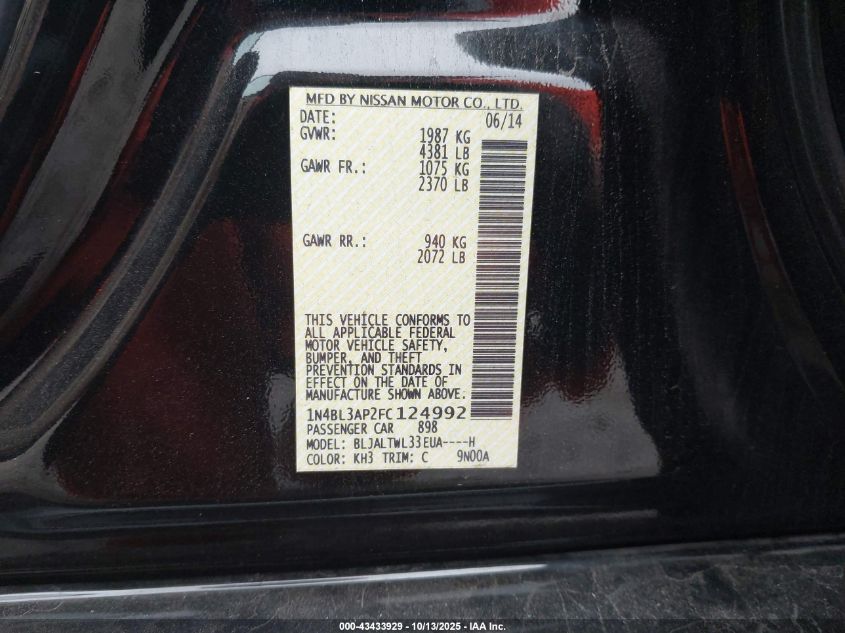 MFD BY NISSAN MOTOR CO., LTD.
DATE: 06/14
GVWR: 1987 KG
4381 LB
GAWR FR.: 1075 KG
2370 LB
GAWR RR.: 940 KG
2072 LB
THIS VEHICLE CONFORMS TO
ALL APPLICABLE FEDERAL
MOTOR VEHICLE SAFETY,
BUMPER, AND THEFT
PREVENTION STANDARDS IN
EFFECT ON THE DATE OF
MANUFACTURE SHOWN ABOVE.
1N4BL3AP2FC124992
PASSENGER CAR 898
MODEL: BLJALTWL33EUA----H
COLOR: KH3 TRIM: C 9N00A
000-43433929 - 10/13/2025 - IAA Inc.